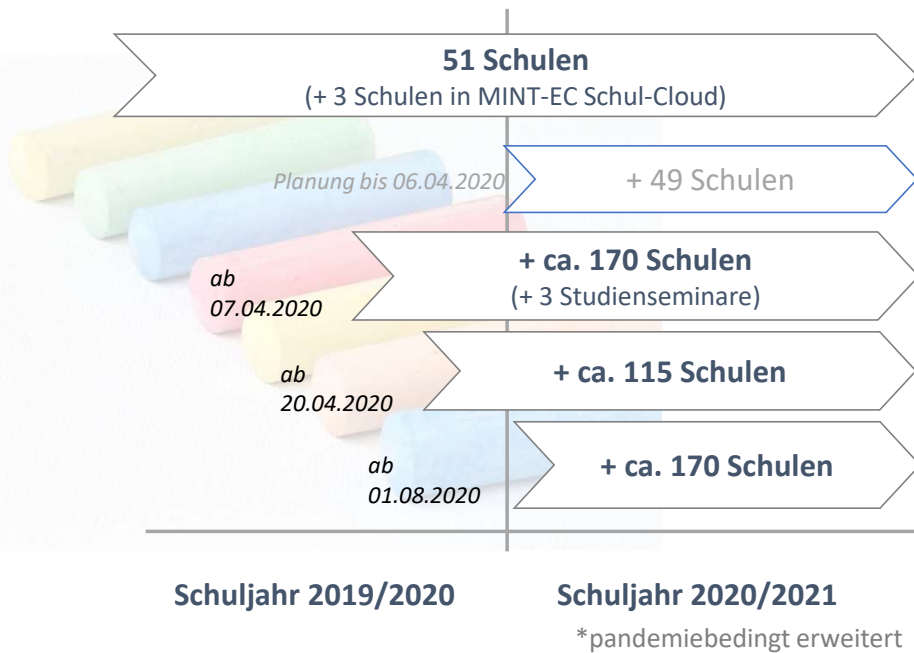 51 Schulen
(+ 3 Schulen in MINT-EC Schul-Cloud)
Planung bis 06.04.2020
+ 49 Schulen
ab
07.04.2020
+ ca. 170 Schulen
(+ 3 Studienseminare)
ab
20.04.2020
+ ca. 115 Schulen
ab
01.08.2020
+ ca. 170 Schulen
Schuljahr 2019/2020
Schuljahr 2020/2021
*pandemiebedingt erweitert